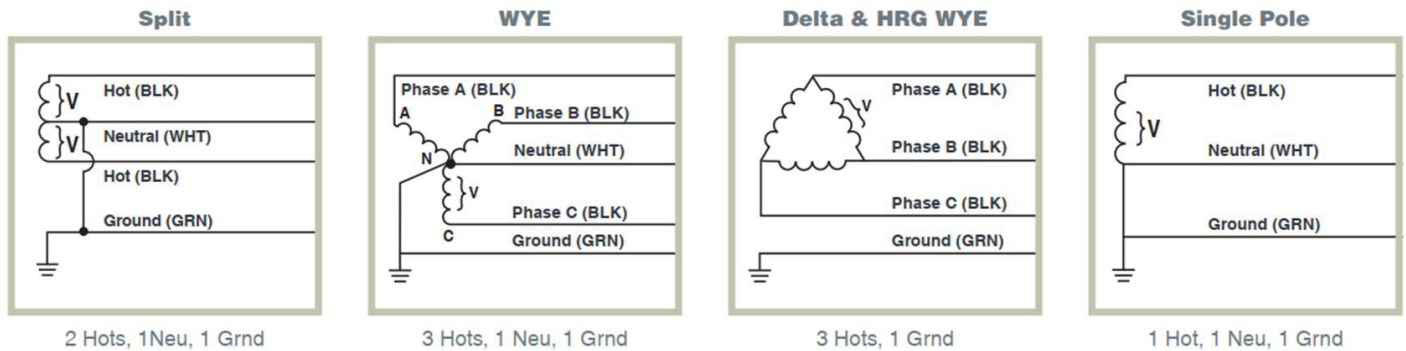 Split
WYE
Delta & HRG WYE
Single Pole
Hot (BLK)
V
Neutral (WHT)
V
Hot (BLK)
Ground (GRN)
Phase A (BLK)
A
B
Phase B (BLK)
N
Neutral (WHT)
V
Phase C (BLK)
C
Ground (GRN)
Phase A (BLK)
V
Phase B (BLK)
Phase C (BLK)
Ground (GRN)
Hot (BLK)
V
Neutral (WHT)
Ground (GRN)
2 Hots, 1Neu, 1 Grnd
3 Hots, 1 Neu, 1 Grnd
3 Hots, 1 Grnd
1 Hot, 1 Neu, 1 Grnd